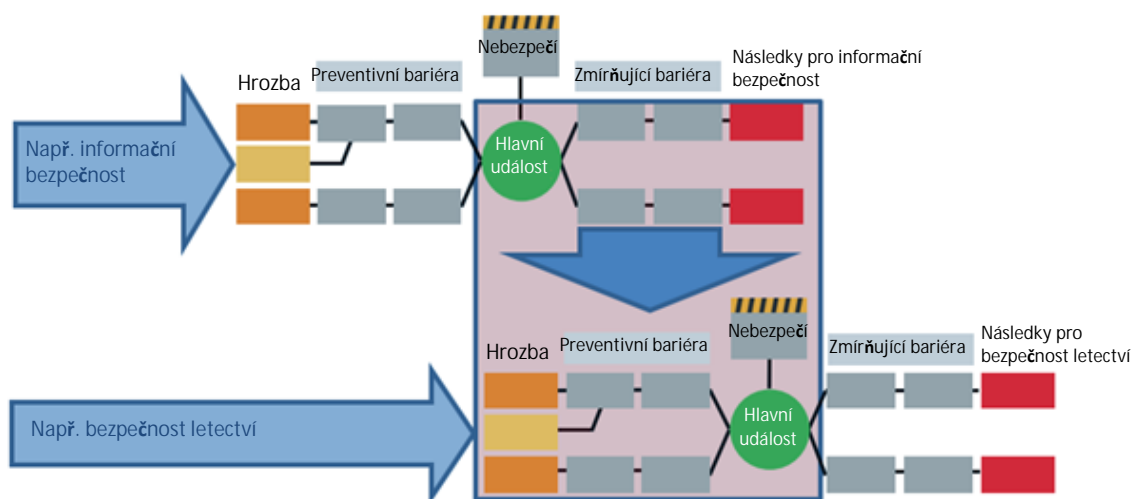 Nebezpečí
Hrozba
Preventivní bariéra
Zmírňující bariéra
Následky pro informační
bezpečnost
Např. informační
bezpečnost
Hlavní
událost
Nebezpečí
Hrozba
Preventivní bariéra
Zmírňující bariéra
Následky pro
bezpečnost letectví
Např. bezpečnost letectví
Hlavní
událost